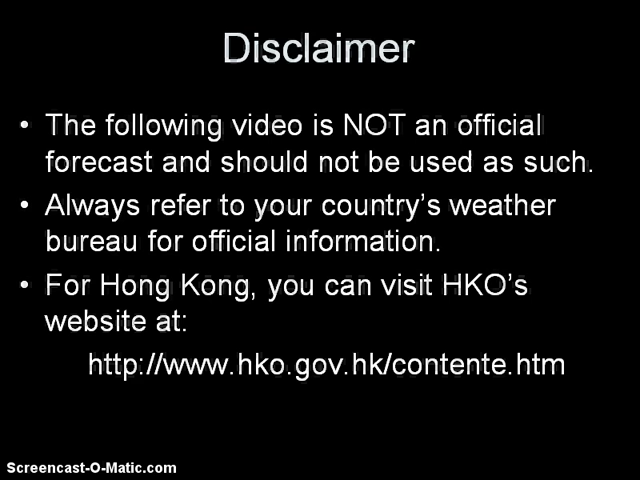 Disclaimer
• The following video is NOT an official
forecast and should not be used as such.
• Always refer to your country's weather
bureau for official information.
• For Hong Kong, you can visit HKO's
website at:
http://www.hko.gov.hk/contente.htm
Screencast-O-Matic.com